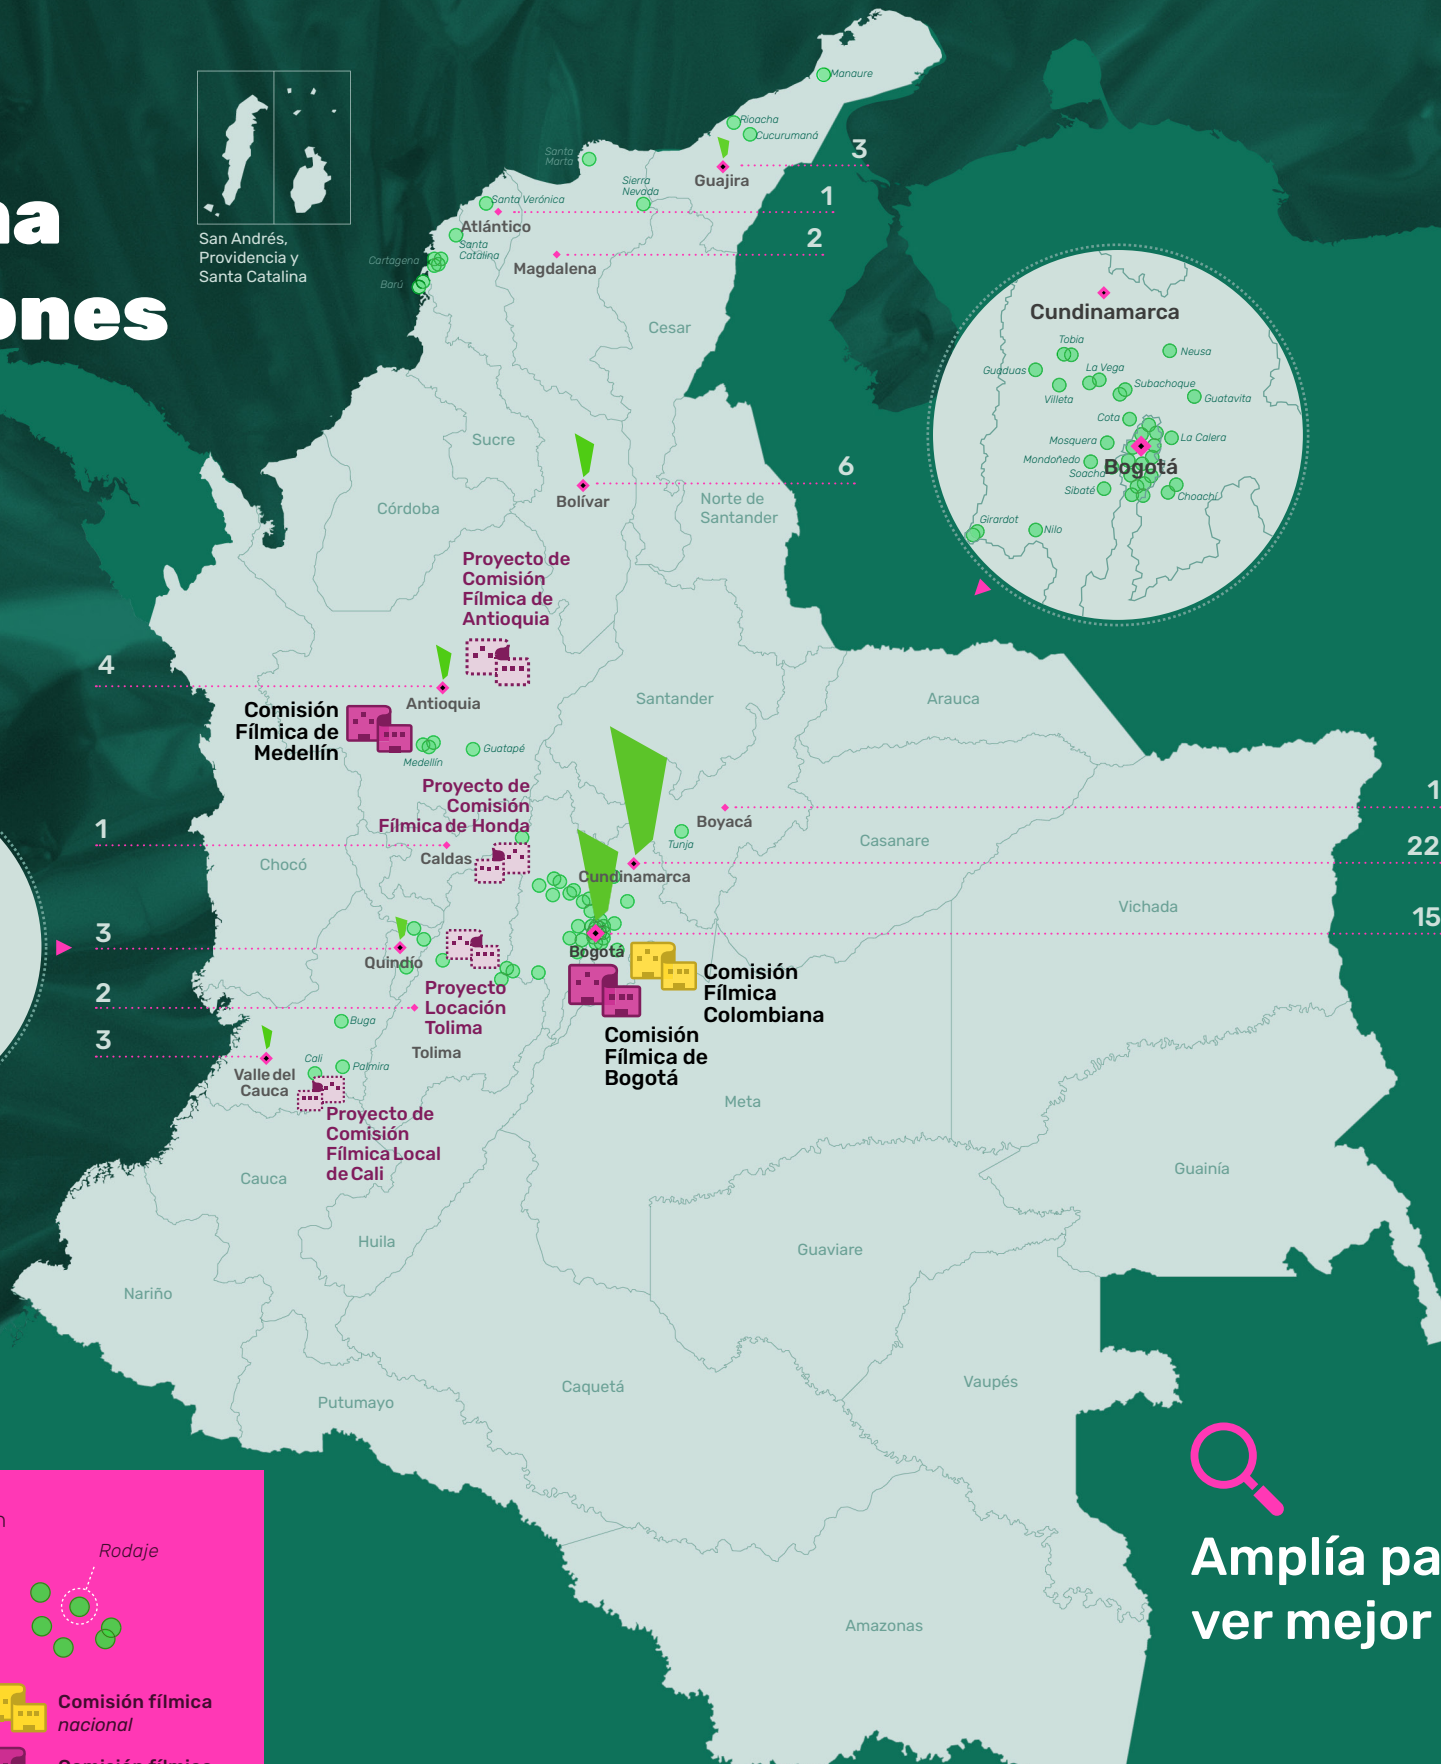 Manaure
Rioacha
Cucurumaná
3
Santa
Marta
Guajira
Sierra
Nevada
1
Santa Verónica
Atlántico
2
San Andrés,
Providencia y
Santa Catalina
Santa
Catalina
Cartagena
Magdalena
Barú
ones
Cesar
Cundinamarca
Tobia
Neusa
Guaduas
La Vega
Subachoque
Villeta
Guatavita
Cota
Mosquera
La Calera
Mondoñedo
Bogotá
Soacha
Sibaté
Choachí
Girardot
Nilo
Sucre
6
Bolívar
Córdoba
Norte de
Santander
Proyecto de
Comisión
Fílmica de
Antioquia
4
Antioquia
Santander
Arauca
Comisión
Fílmica de
Medellín
Guatapé
Medellín
Proyecto de
Comisión
Fílmica de Honda
1
Boyacá
1
Tunja
Casanare
22
Caldas
Chocó
Cundinamarca
Vichada
15
3
Quindío
Bogotá
Comisión
Fílmica
Colombiana
2
Proyecto
Locación
Tolima
Buga
Comisión
Fílmica de
Bogotá
3
Tolima
Cali
Palmira
Valle del
Cauca
Meta
Proyecto de
Comisión
Fílmica Local
de Cali
Cauca
Guainía
Huila
Guaviare
Nariño
Caquetá
Vaupés
Putumayo
Amplía pa
ver mejor
Rodaje
Amazonas
Comisión fílmica
nacional